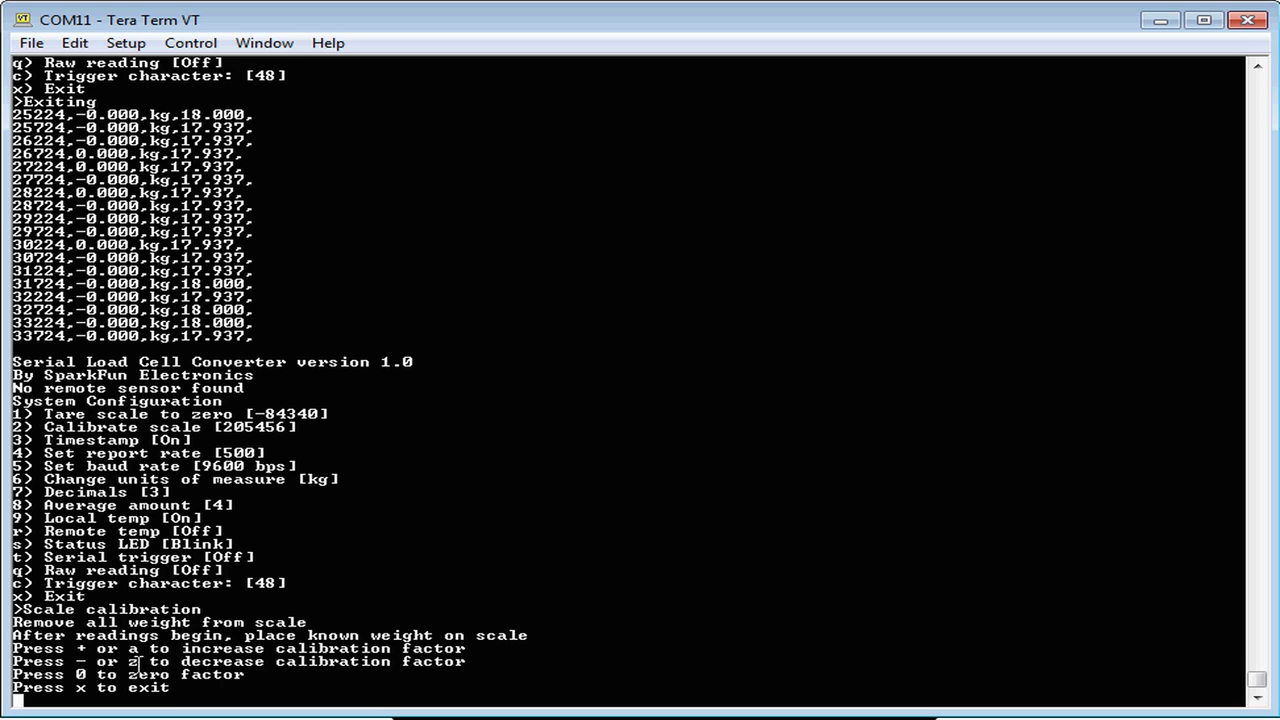 COM11 - Tera Term VT
File Edit Setup Control Window Help
q) Raw reading [Off]
c) Trigger character: [48]
x) Exit
>Exiting
25224,-0.000,kg,18.000,
25724,-0.000,kg,17.937,
26224,-0.000,kg,17.937,
26724,0.000,kg,17.937,
27224,0.000,kg,17.937,
27724,-0.000,kg,17.937,
28224,0.000,kg,17.937,
28724,-0.000,kg,17.937,
29224,-0.000,kg,17.937,
29724,-0.000,kg,17.937,
30224,0.000,kg,17.937,
30724,-0.000,kg,17.937,
31224,-0.000,kg,17.937,
31724,-0.000,kg,18.000,
32224,-0.000,kg,17.937,
32724,-0.000,kg,18.000,
33224,-0.000,kg,18.000,
33724,-0.000,kg,17.937,
Serial Load Cell Converter version 1.0
By SparkFun Electronics
No remote sensor found
System Configuration
1) Tare scale to zero [-84340]
2) Calibrate scale [205456]
3) Timestamp [On]
4) Set report rate [500]
5) Set baud rate [9600 bps]
6) Change units of measure [kg]
7) Decimals [3]
8) Average amount [4]
9) Local temp [On]
r) Remote temp [Off]
s) Status LED [Blink]
t) Serial trigger [Off]
q) Raw reading [Off]
c) Trigger character: [48]
x) Exit
>Scale calibration
Remove all weight from scale
After readings begin, place known weight on scale
Press + or a to increase calibration factor
Press - or z to decrease calibration factor
Press 0 to zero factor
Press x to exit